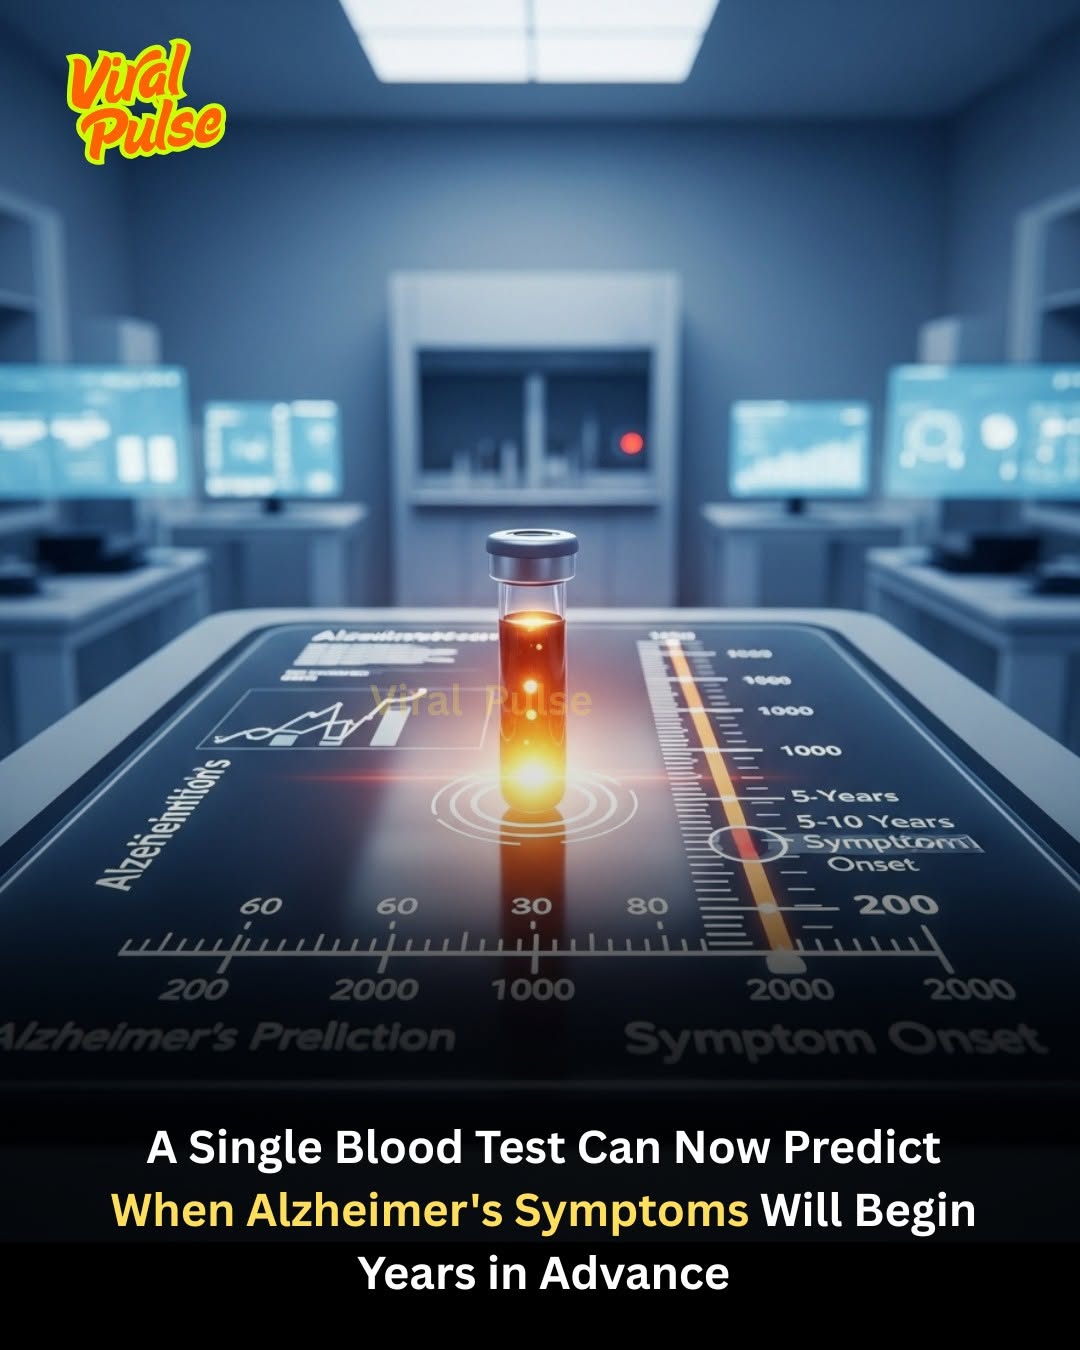 Viral
Pulse
Viral Pulse
1000
1000
5-Years
5-10 Years
Onset
60 60 30 80 200
200 2000 1000 2000 2000
Alzheimer's Preliction Symptom Onset
A Single Blood Test Can Now Predict
When Alzheimer's Symptoms Will Begin
Years in Advance